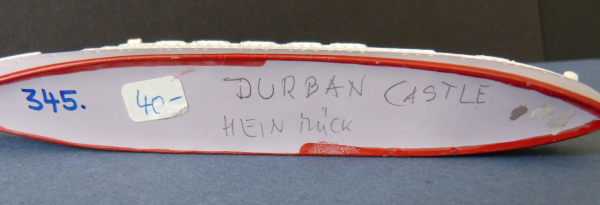 345.
40-
DURBAN CASTLE
HEIN MÜCK